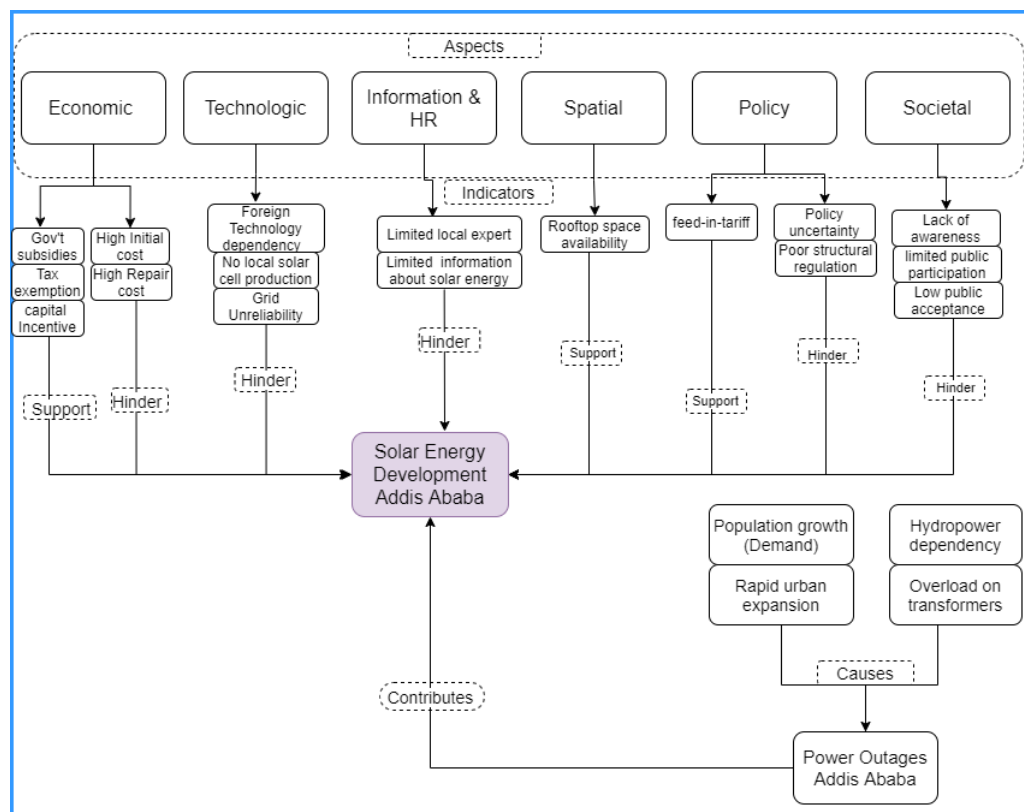 Aspects
Economic
Technologic
Information &
HR
Spatial
Policy
Societal
Indicators
Gov't
subsidies
Tax
exemption
capital
Incentive
High Initial
cost
High Repair
cost
Foreign
Technology
dependency
No local solar
cell production
Grid
Unreliability
Limited local expert
Limited information
about solar energy
Rooftop space
availability
feed-in-tariff
Policy
uncertainty
Poor structural
regulation
Lack of
awareness
limited public
participation
Low public
acceptance
Support
Hinder
Hinder
Hinder
Support
Support
Hinder
Hinder
Solar Energy
Development
Addis Ababa
Population growth
(Demand)
Rapid urban
expansion
Hydropower
dependency
Overload on
transformers
Causes
Contributes
Power Outages
Addis Ababa